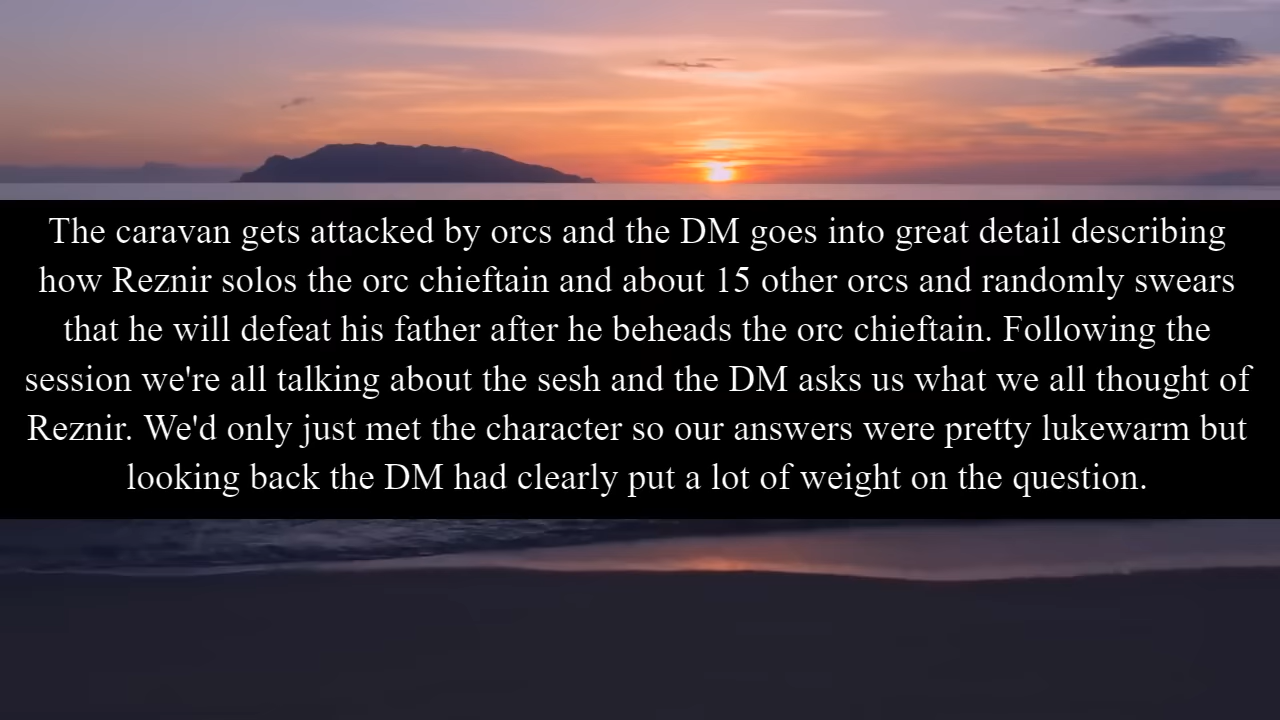 The caravan gets attacked by orcs and the DM goes into great detail describing
how Reznir solos the orc chieftain and about 15 other orcs and randomly swears
that he will defeat his father after he beheads the orc chieftain. Following the
session we're all talking about the sesh and the DM asks us what we all thought of
Reznir. We'd only just met the character so our answers were pretty lukewarm but
looking back the DM had clearly put a lot of weight on the question.